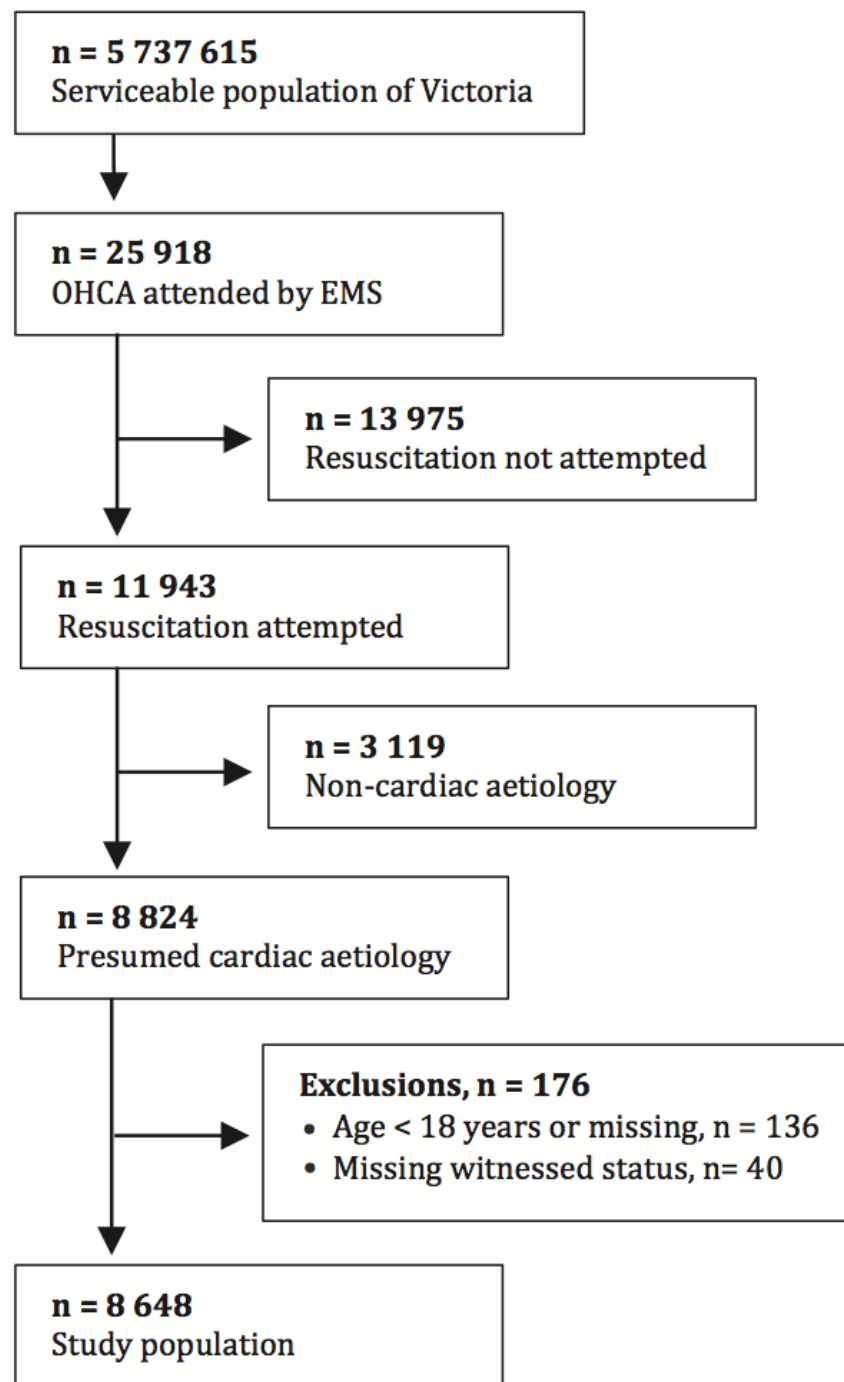 n = 5 737 615
Serviceable population of Victoria
n = 25 918
OHCA attended by EMS
n = 13 975
Resuscitation not attempted
n = 11 943
Resuscitation attempted
n = 3 119
Non-cardiac aetiology
n = 8 824
Presumed cardiac aetiology
Exclusions, n = 176
• Age < 18 years or missing, n = 136
• Missing witnessed status, n= 40
n = 8 648
Study population